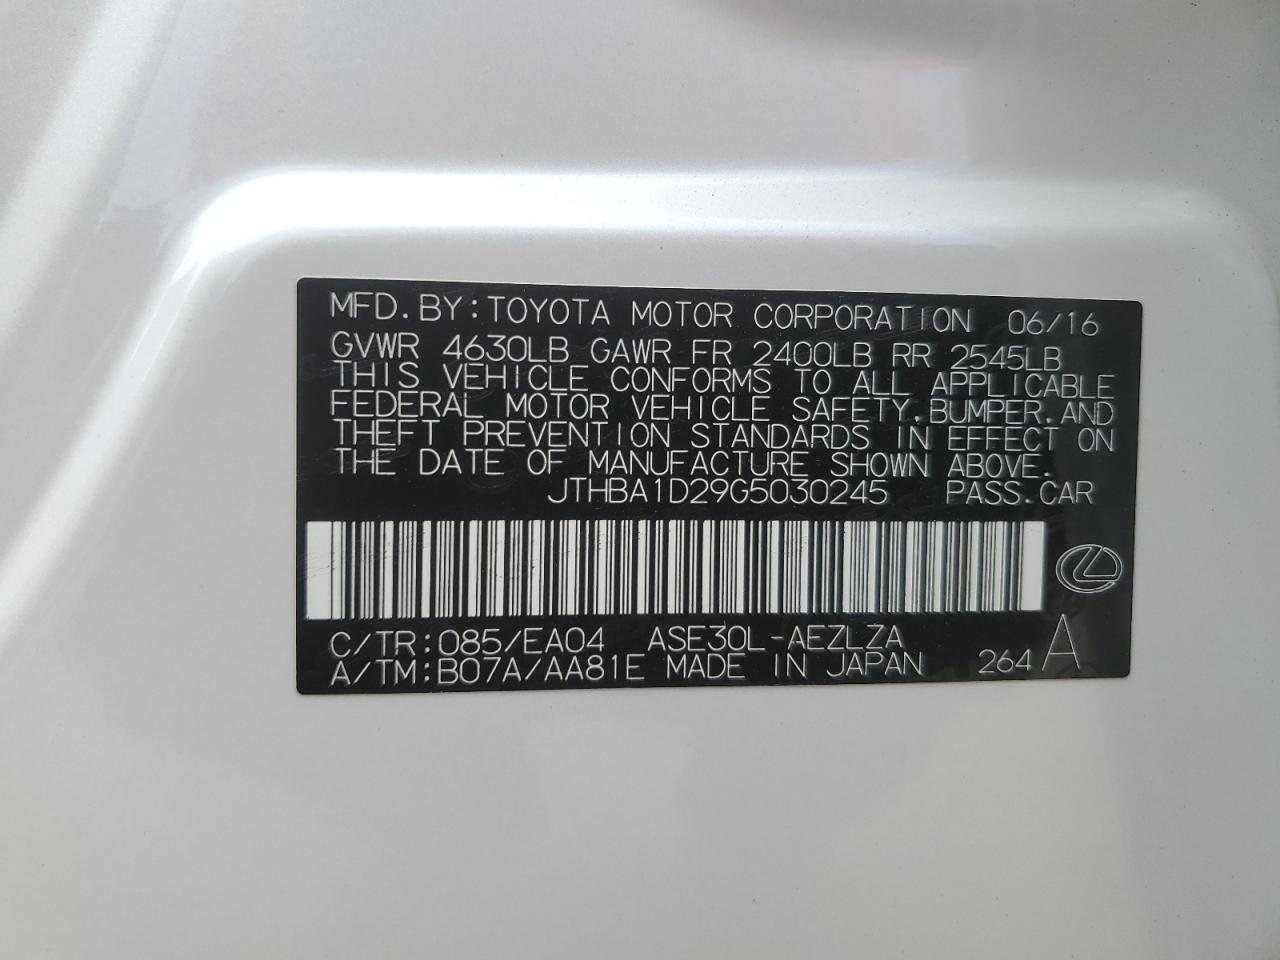 MFD. BY: TOYOTA MOTOR CORPORATION 06/16
GVWR 4630LB GAWR FR 2400LB RR 2545LB
THIS VEHICLE CONFORMS TO ALL APPLICABLE
FEDERAL MOTOR VEHICLE SAFETY, BUMPER, AND
THEFT PREVENTION STANDARDS IN EFFECT ON
THE DATE OF MANUFACTURE SHOWN ABOVE.
JTHBA1D29G5030245 PASS. CAR
C/TR: 085/EA04 ASE30L-AEZLZA
A/TM: B07A/AA81E MADE IN JAPAN 264 A